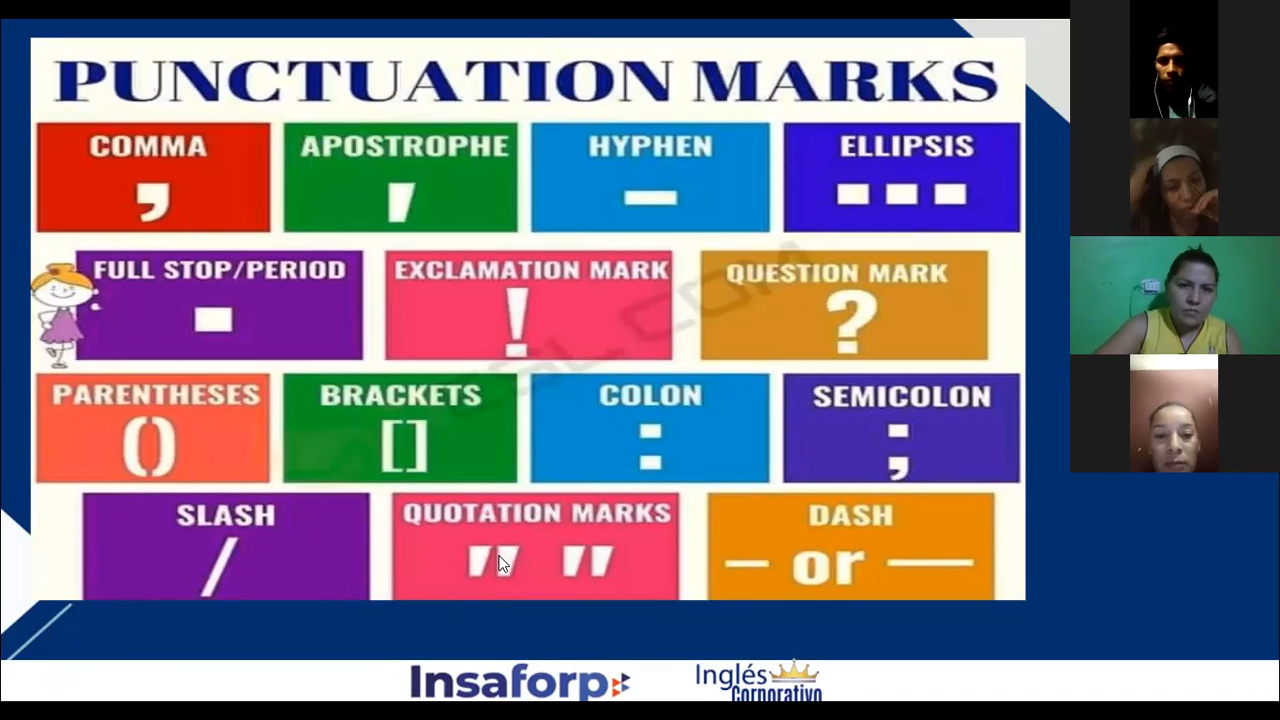 PUNCTUATION MARKS
COMMA APOSTROPHE HYPHEN ELLIPSIS
, ' - ...
FULL STOP/PERIOD EXCLAMATION MARK QUESTION MARK
. ! ?
PARENTHESES BRACKETS COLON SEMICOLON
() [] : ;
SLASH QUOTATION MARKS DASH
/ " " – or —
Insaforp Inglés
Corporativo